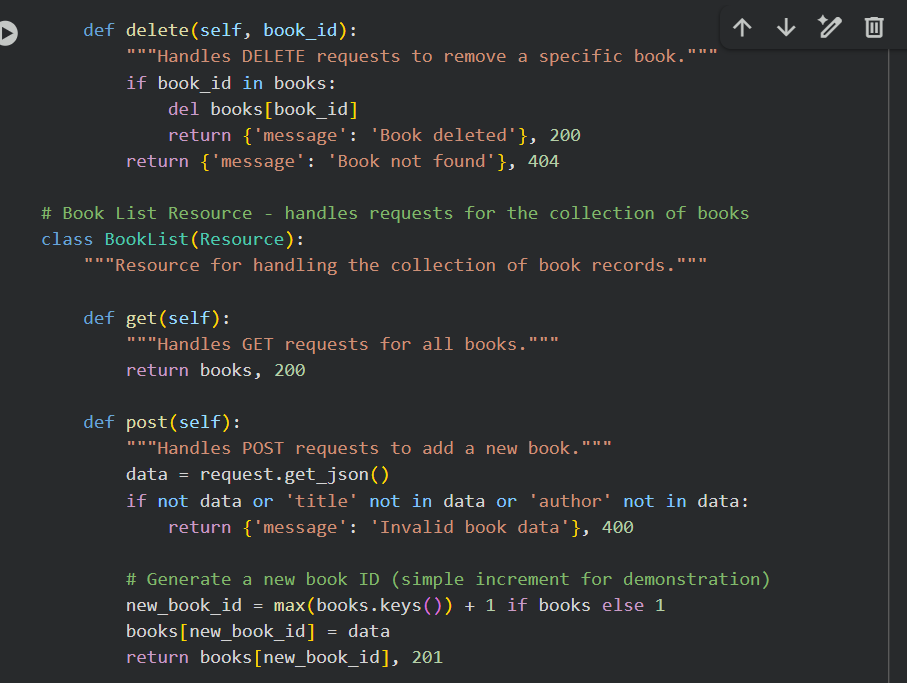 def delete(self, book_id):
"""Handles DELETE requests to remove a specific book."""
if book_id in books:
del books[book_id]
return {'message': 'Book deleted'}, 200
return {'message': 'Book not found'}, 404
# Book List Resource - handles requests for the collection of books
class BookList(Resource):
"""Resource for handling the collection of book records."""
def get(self):
"""Handles GET requests for all books."""
return books, 200
def post(self):
"""Handles POST requests to add a new book."""
data = request.get_json()
if not data or 'title' not in data or 'author' not in data:
return {'message': 'Invalid book data'}, 400
# Generate a new book ID (simple increment for demonstration)
new_book_id = max(books.keys()) + 1 if books else 1
books[new_book_id] = data
return books[new_book_id], 201